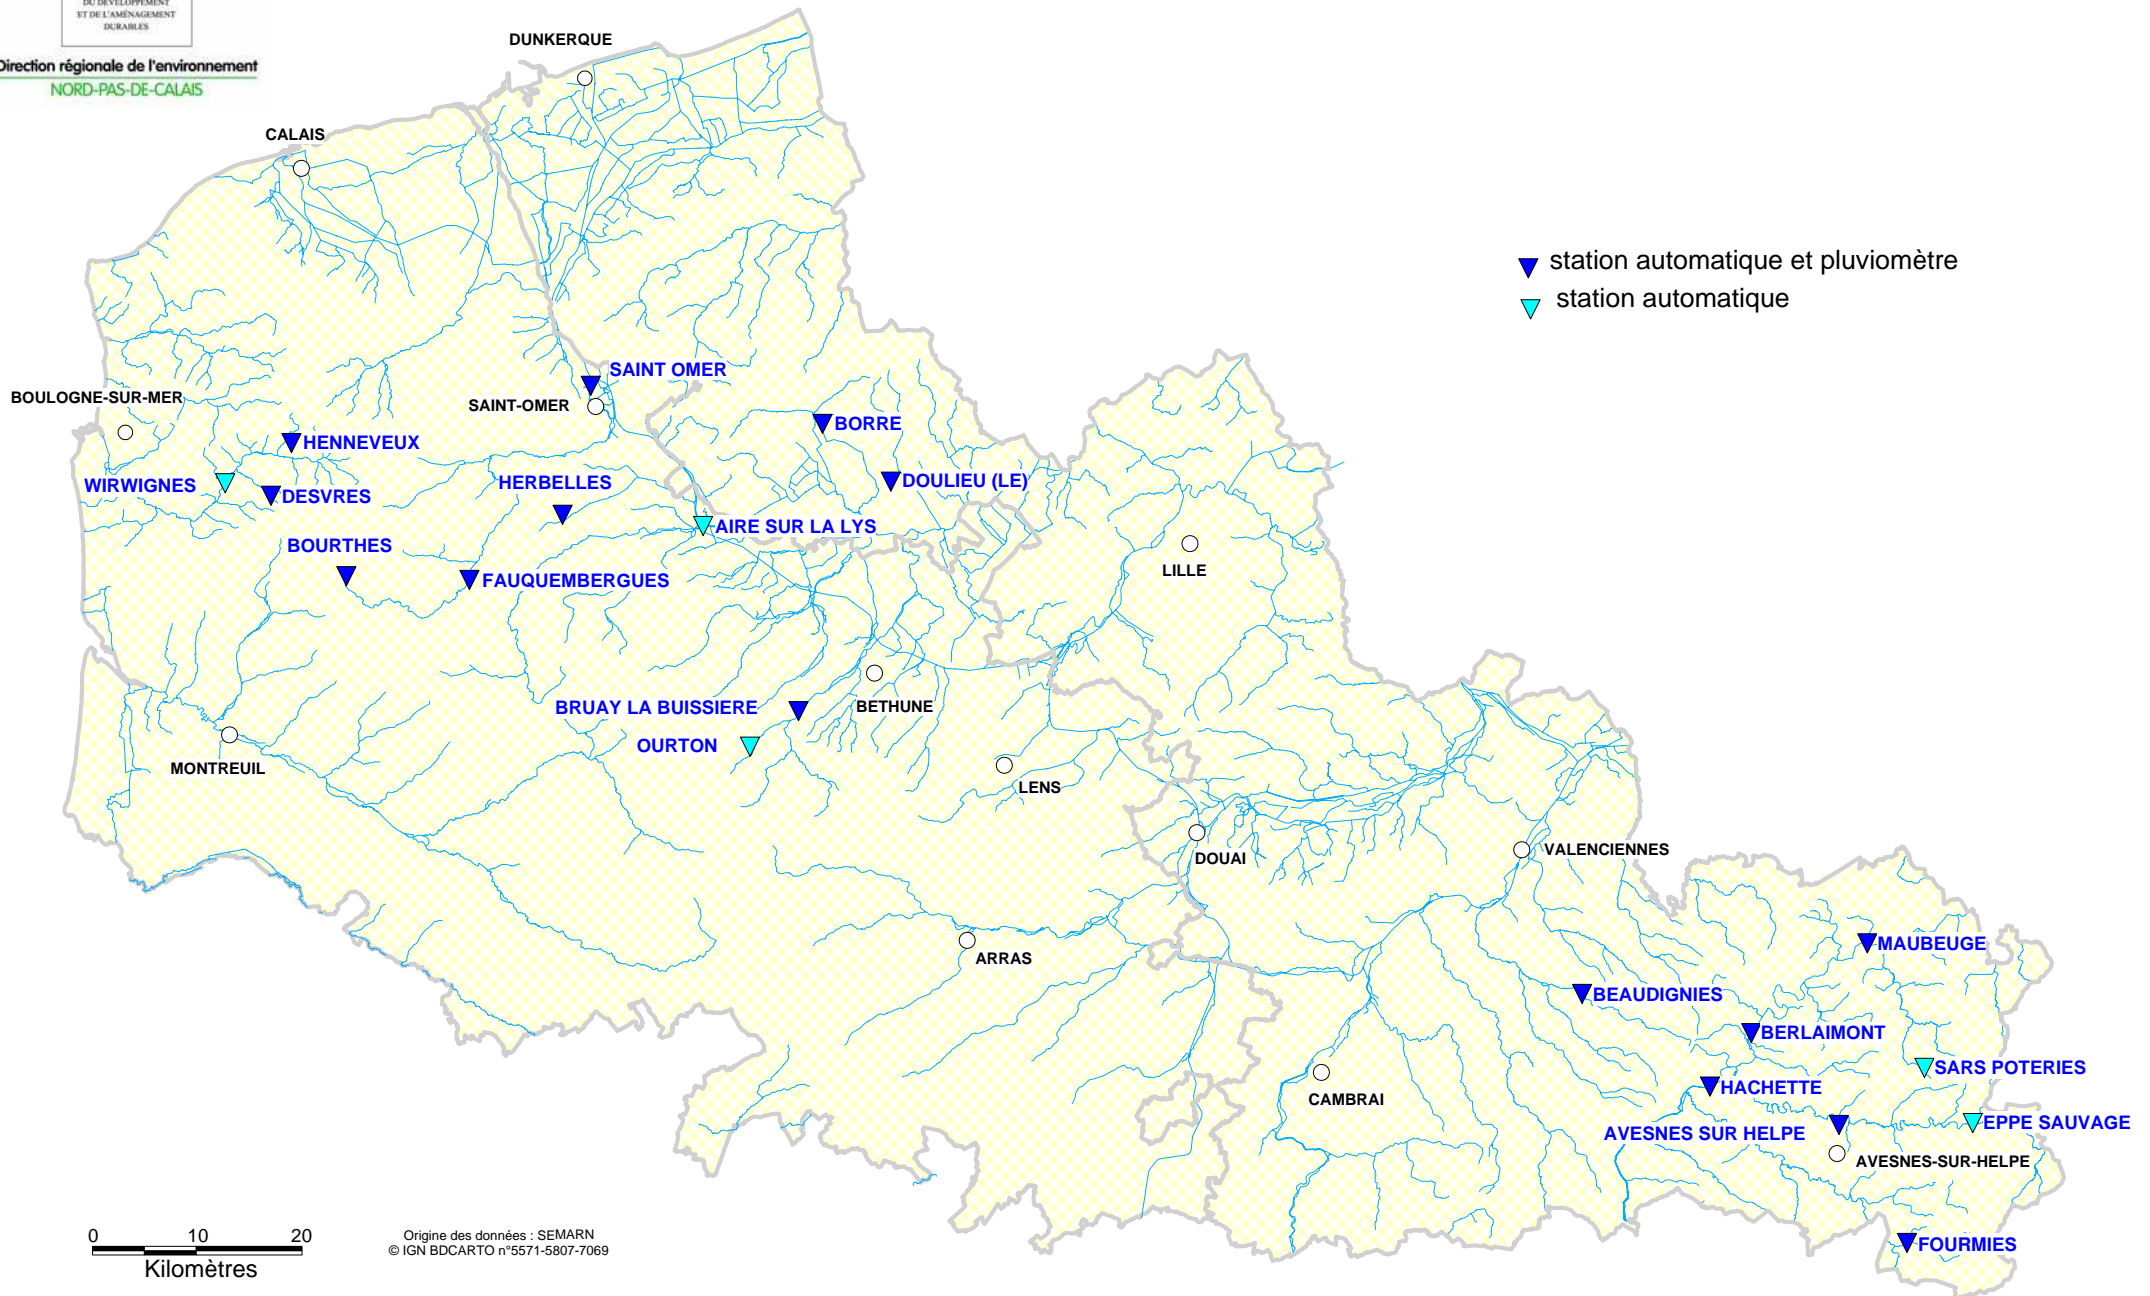 DU DÉVELOPPEMENT
ET DE L'AMÉNAGEMENT
DURABLES
Direction régionale de l'environnement
NORD-PAS-DE-CALAIS
DUNKERQUE
CALAIS
station automatique et pluviomètre
station automatique
SAINT OMER
BOULOGNE-SUR-MER
SAINT-OMER
BORRE
HENNEVEUX
WIRWIGNES
DESVRES
HERBELLES
DOULIEU (LE)
AIRE SUR LA LYS
BOURTHES
FAUQUEMBERGUES
LILLE
BRUAY LA BUISSIERE
BETHUNE
OURTON
MONTREUIL
LENS
DOUAI
VALENCIENNES
ARRAS
MAUBEUGE
BEAUDIGNIES
BERLAIMONT
SARS POTERIES
HACHETTE
CAMBRAI
EPPE SAUVAGE
AVESNES SUR HELPE
AVESNES-SUR-HELPE
FOURMIES
0 10 20
Kilomètres
Origine des données : SEMARN
© IGN BDCARTO n°5571-5807-7069